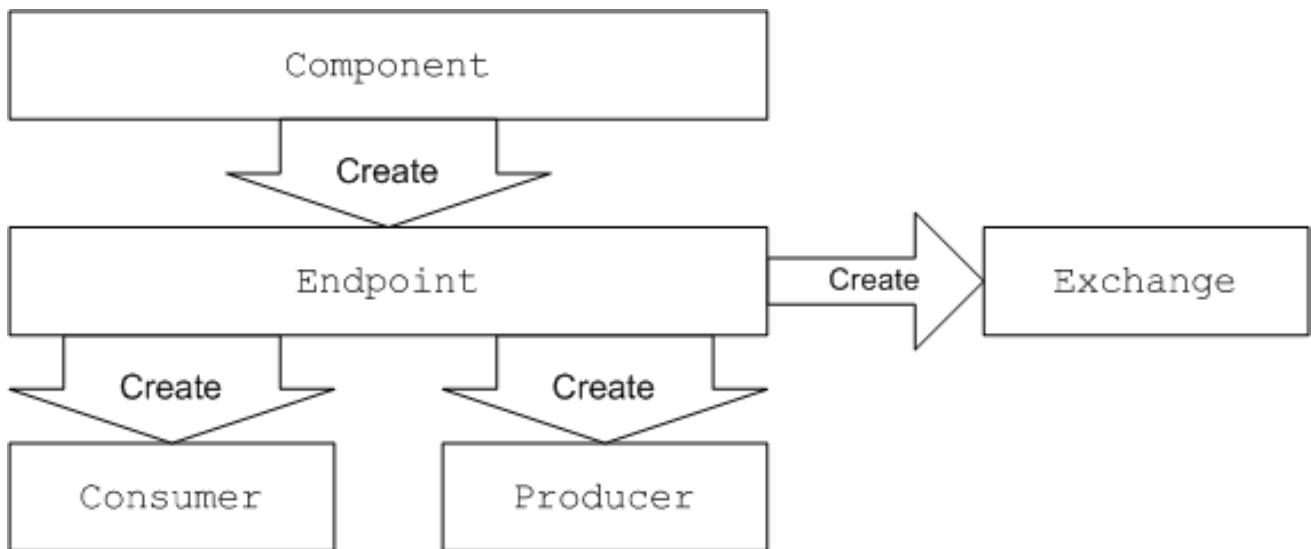 Component
Create
Endpoint
Create
Exchange
Create
Create
Consumer
Producer